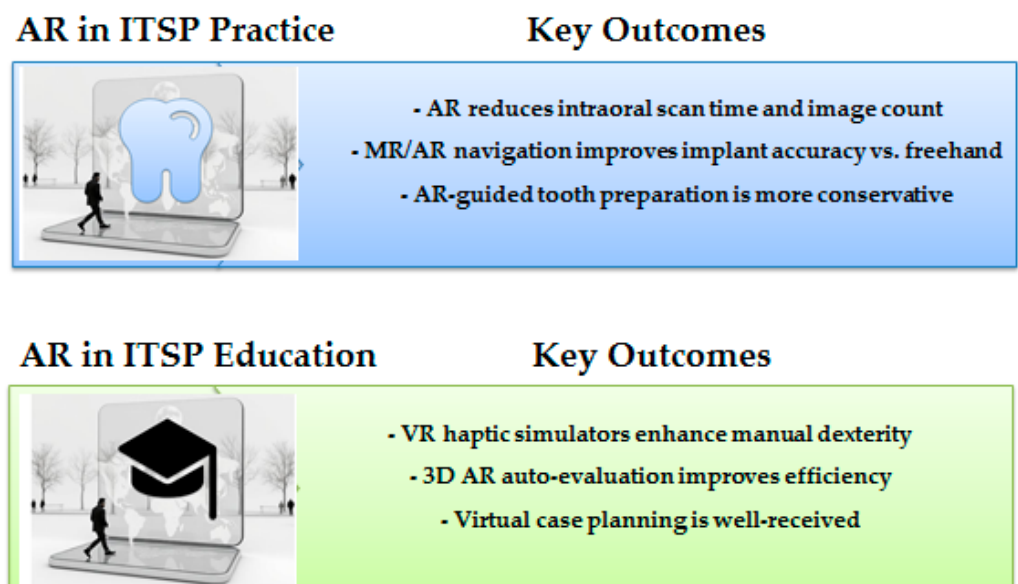 AR in ITSP Practice
Key Outcomes
- AR reduces intraoral scan time and image count
- MR/AR navigation improves implant accuracy vs. freehand
- AR-guided tooth preparation is more conservative
AR in ITSP Education
Key Outcomes
- VR haptic simulators enhance manual dexterity
- 3D AR auto-evaluation improves efficiency
- Virtual case planning is well-received